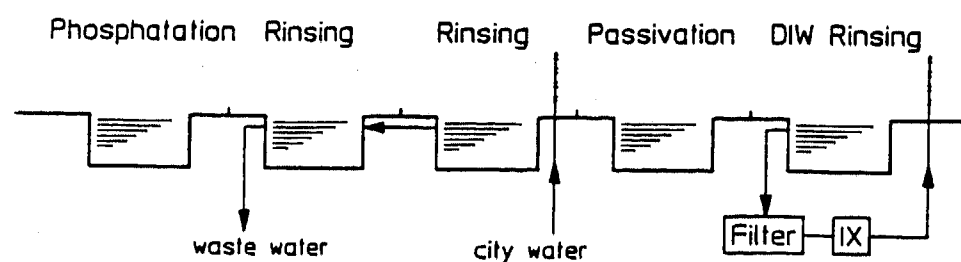 Phosphatation Rinsing Rinsing Passivation DIW Rinsing
waste water city water Filter IX